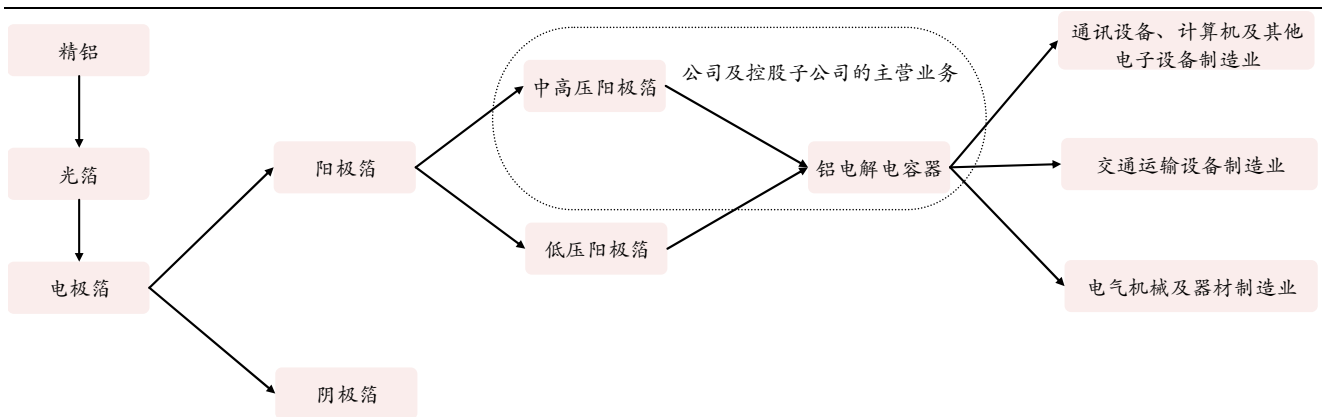 精铝
光箔
电极箔
阳极箔
阴极箔
公司及控股子公司的主营业务
中高压阳极箔
低压阳极箔
铝电解电容器
通讯设备、计算机及其他
电子设备制造业
交通运输设备制造业
电气机械及器材制造业